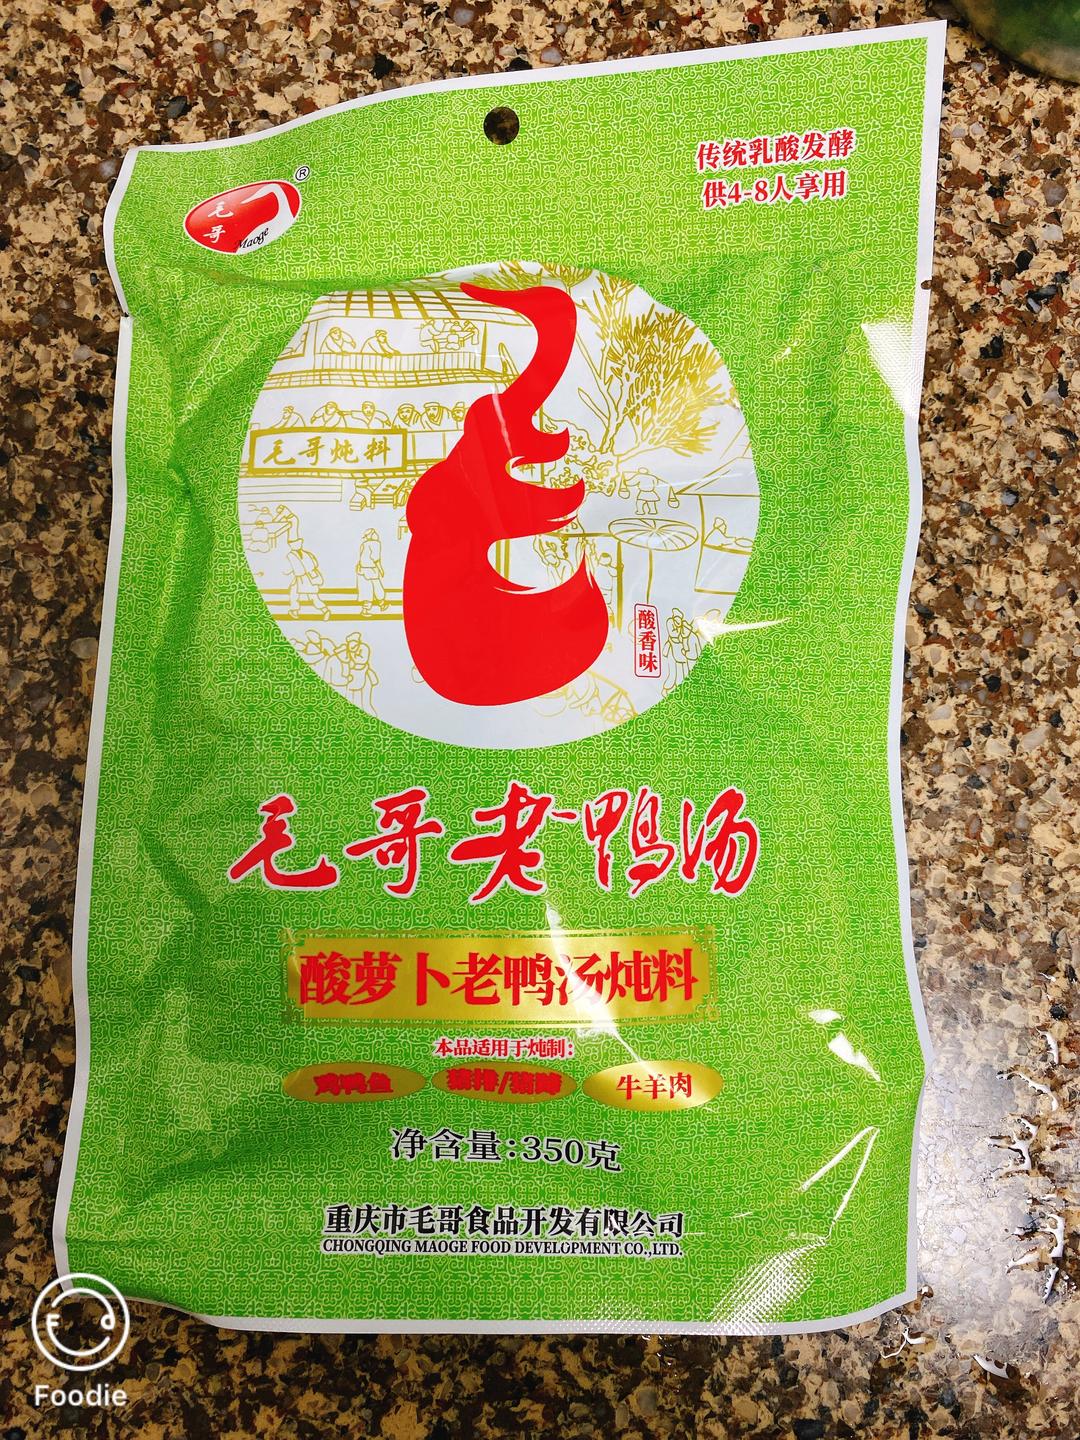 传统乳酸发酵
供4-8人享用
毛哥
Maoge
®
毛哥炖料
酸香味
毛哥老鸭汤
酸萝卜老鸭汤炖料
本品适用于炖制:
鸡鸭鱼 猪排/猪蹄 牛羊肉
净含量:350克
重庆市毛哥食品开发有限公司
CHONGQING MAOGE FOOD DEVELOPMENT CO.,LTD.
Foodie